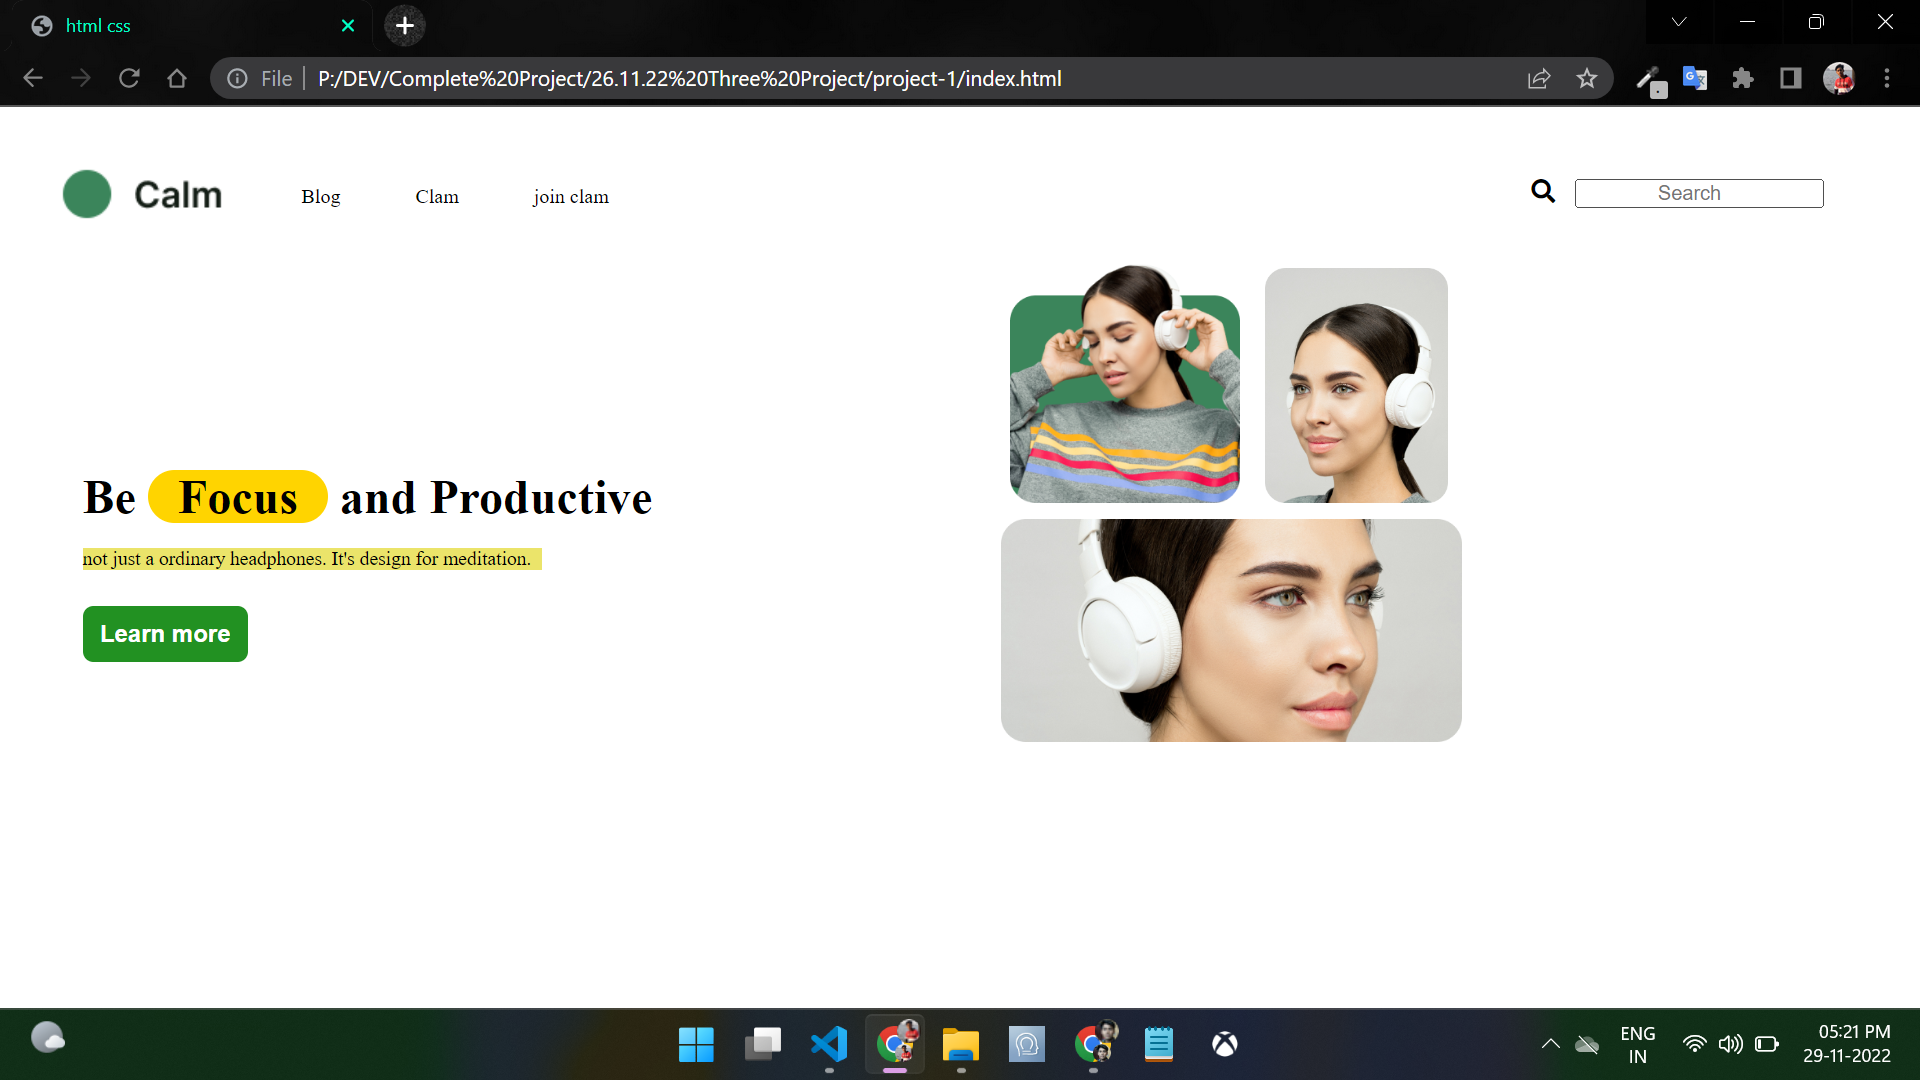 html css
File P:/DEV/Complete%20Project/26.11.22%20Three%20Project/project-1/index.html
Calm Blog Clam join clam Search
Be Focus and Productive
not just a ordinary headphones. It's design for meditation.
Learn more
ENG 05:21 PM
IN 29-11-2022